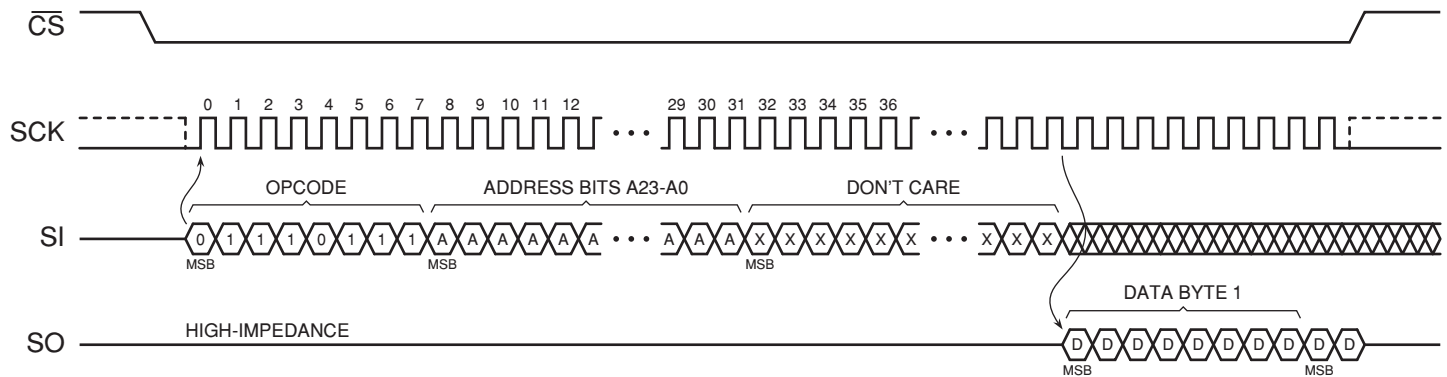 CS
0 1 2 3 4 5 6 7 8 9 10 11 12 29 30 31 32 33 34 35 36
SCK
OPCODE ADDRESS BITS A23-A0 DON'T CARE
SI 0 1 1 1 0 1 1 1 A A A A A A A A A X X X X X X X X X
MSB MSB MSB
DATA BYTE 1
HIGH-IMPEDANCE
SO D D D D D D D D D D
MSB MSB